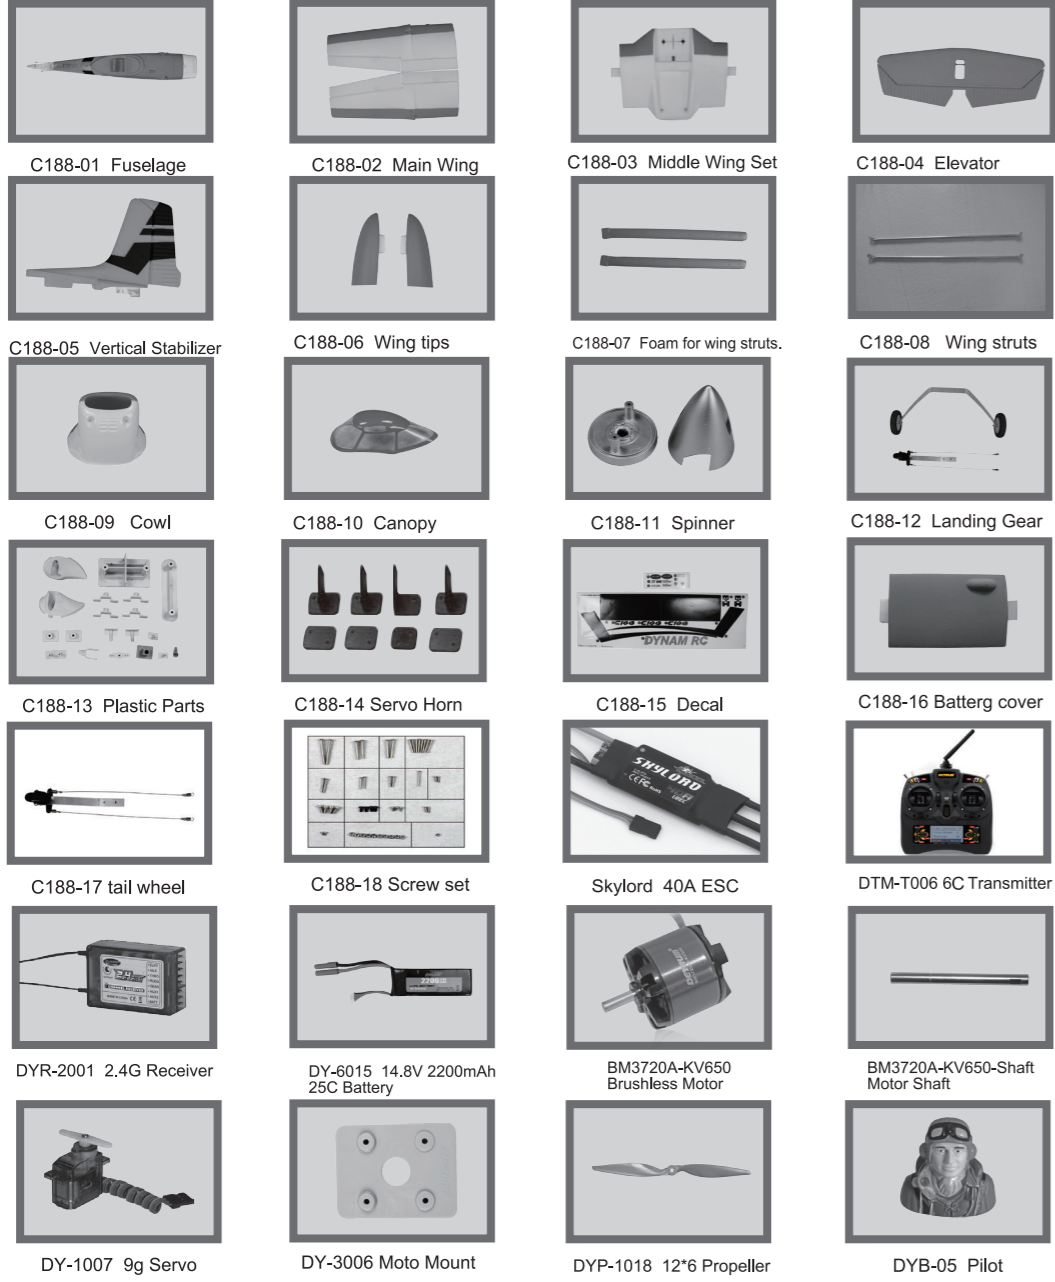 C188-01 Fuselage
C188-02 Main Wing
C188-03 Middle Wing Set
C188-04 Elevator
C188-05 Vertical Stabilizer
C188-06 Wing tips
C188-07 Foam for wing struts.
C188-08 Wing struts
C188-09 Cowl
C188-10 Canopy
C188-11 Spinner
C188-12 Landing Gear
DYNAM RC
C188-13 Plastic Parts
C188-14 Servo Horn
C188-15 Decal
C188-16 Batterg cover
SKYLORD
C188-17 tail wheel
C188-18 Screw set
Skylord 40A ESC
DTM-T006 6C Transmitter
2200
DYR-2001 2.4G Receiver
DY-6015 14.8V 2200mAh
25C Battery
BM3720A-KV650
Brushless Motor
BM3720A-KV650-Shaft
Motor Shaft
DY-1007 9g Servo
DY-3006 Moto Mount
DYP-1018 12*6 Propeller
DYB-05 Pilot